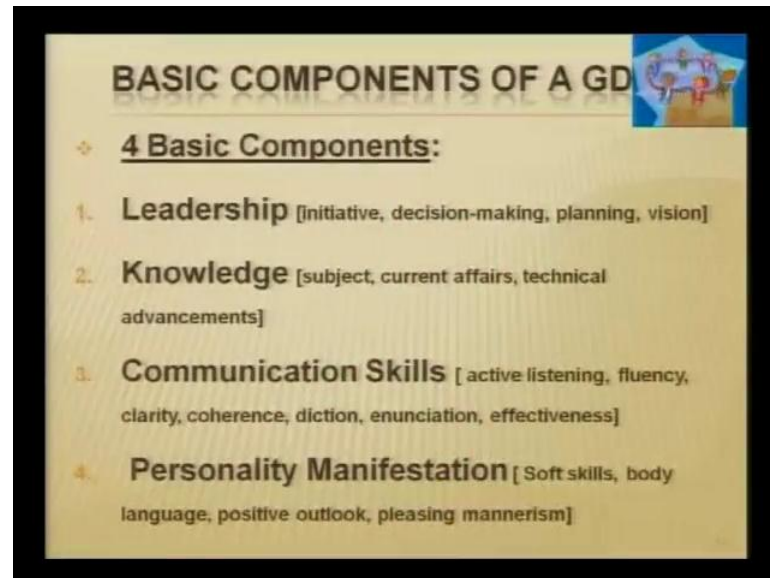 BASIC COMPONENTS OF A GD
4 Basic Components:
1. Leadership [initiative, decision-making, planning, vision]
2. Knowledge [subject, current affairs, technical
advancements]
3. Communication Skills [ active listening, fluency,
clarity, coherence, diction, enunciation, effectiveness]
4. Personality Manifestation [ Soft skills, body
language, positive outlook, pleasing mannerism]